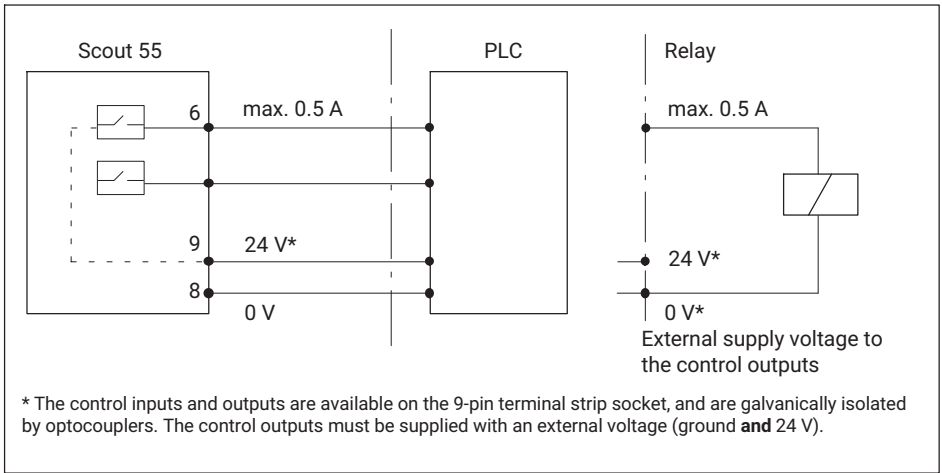 Scout 55
PLC
Relay
6
max. 0.5 A
max. 0.5 A
9
24 V*
24 V*
8
0 V
0 V*
External supply voltage to
the control outputs
* The control inputs and outputs are available on the 9-pin terminal strip socket, and are galvanically isolated
by optocouplers. The control outputs must be supplied with an external voltage (ground and 24 V).